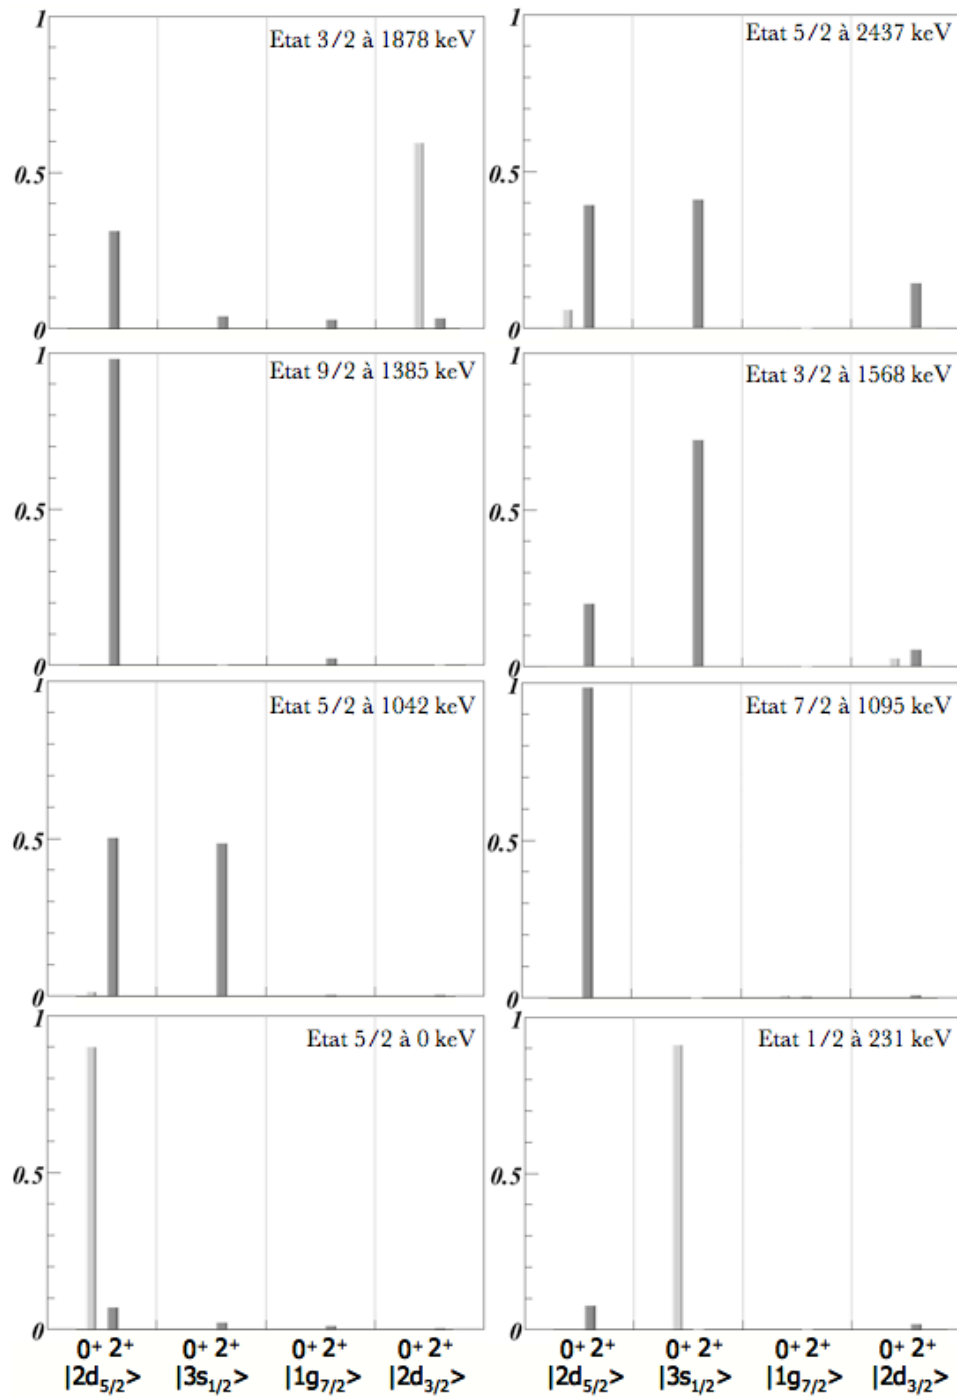 1
Etat 3/2 à 1878 keV
0.5
0
1
Etat 5/2 à 2437 keV
0.5
0
1
Etat 9/2 à 1385 keV
0.5
0
1
Etat 3/2 à 1568 keV
0.5
0
1
Etat 5/2 à 1042 keV
0.5
0
1
Etat 7/2 à 1095 keV
0.5
0
1
Etat 5/2 à 0 keV
0.5
0
1
Etat 1/2 à 231 keV
0.5
0
0+ 2+ 0+ 2+ 0+ 2+ 0+ 2+
|2d5/2> |3s1/2> |1g7/2> |2d3/2>
0+ 2+ 0+ 2+ 0+ 2+ 0+ 2+
|2d5/2> |3s1/2> |1g7/2> |2d3/2>